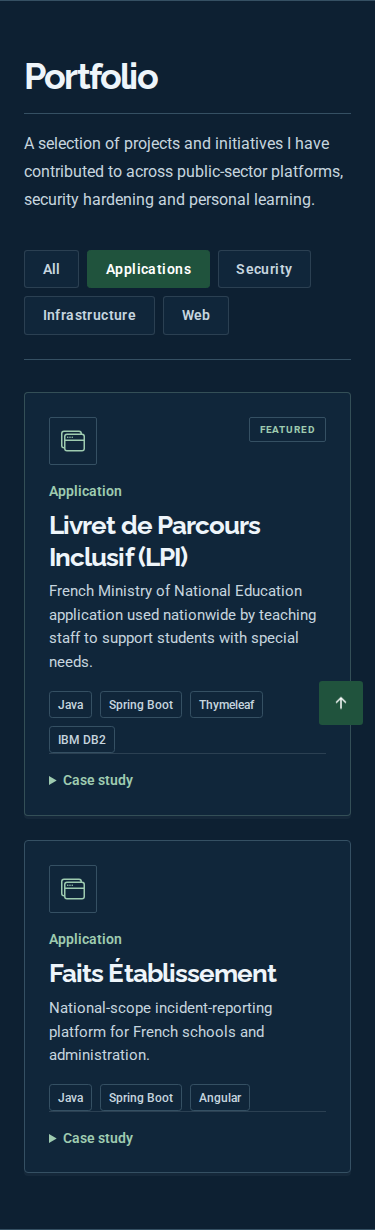 Portfolio
A selection of projects and initiatives I have
contributed to across public-sector platforms,
security hardening and personal learning.
All Applications Security
Infrastructure Web
FEATURED
Application
Livret de Parcours
Inclusif (LPI)
French Ministry of National Education
application used nationwide by teaching
staff to support students with special
needs.
Java Spring Boot Thymeleaf
IBM DB2
Case study
Application
Faits Établissement
National-scope incident-reporting
platform for French schools and
administration.
Java Spring Boot Angular
Case study